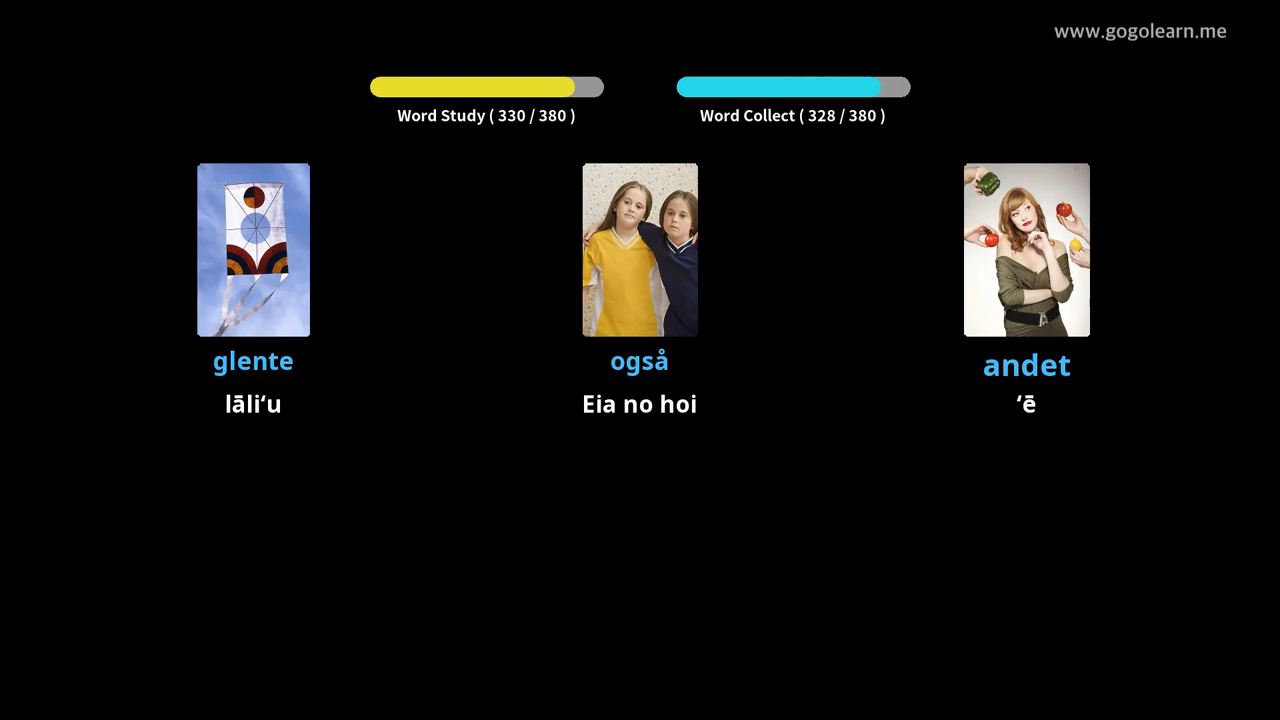 www.gogolearn.me
Word Study ( 330 / 380 )
Word Collect ( 328 / 380 )
glente
også
andet
lāliʻu
Eia no hoi
ʻē